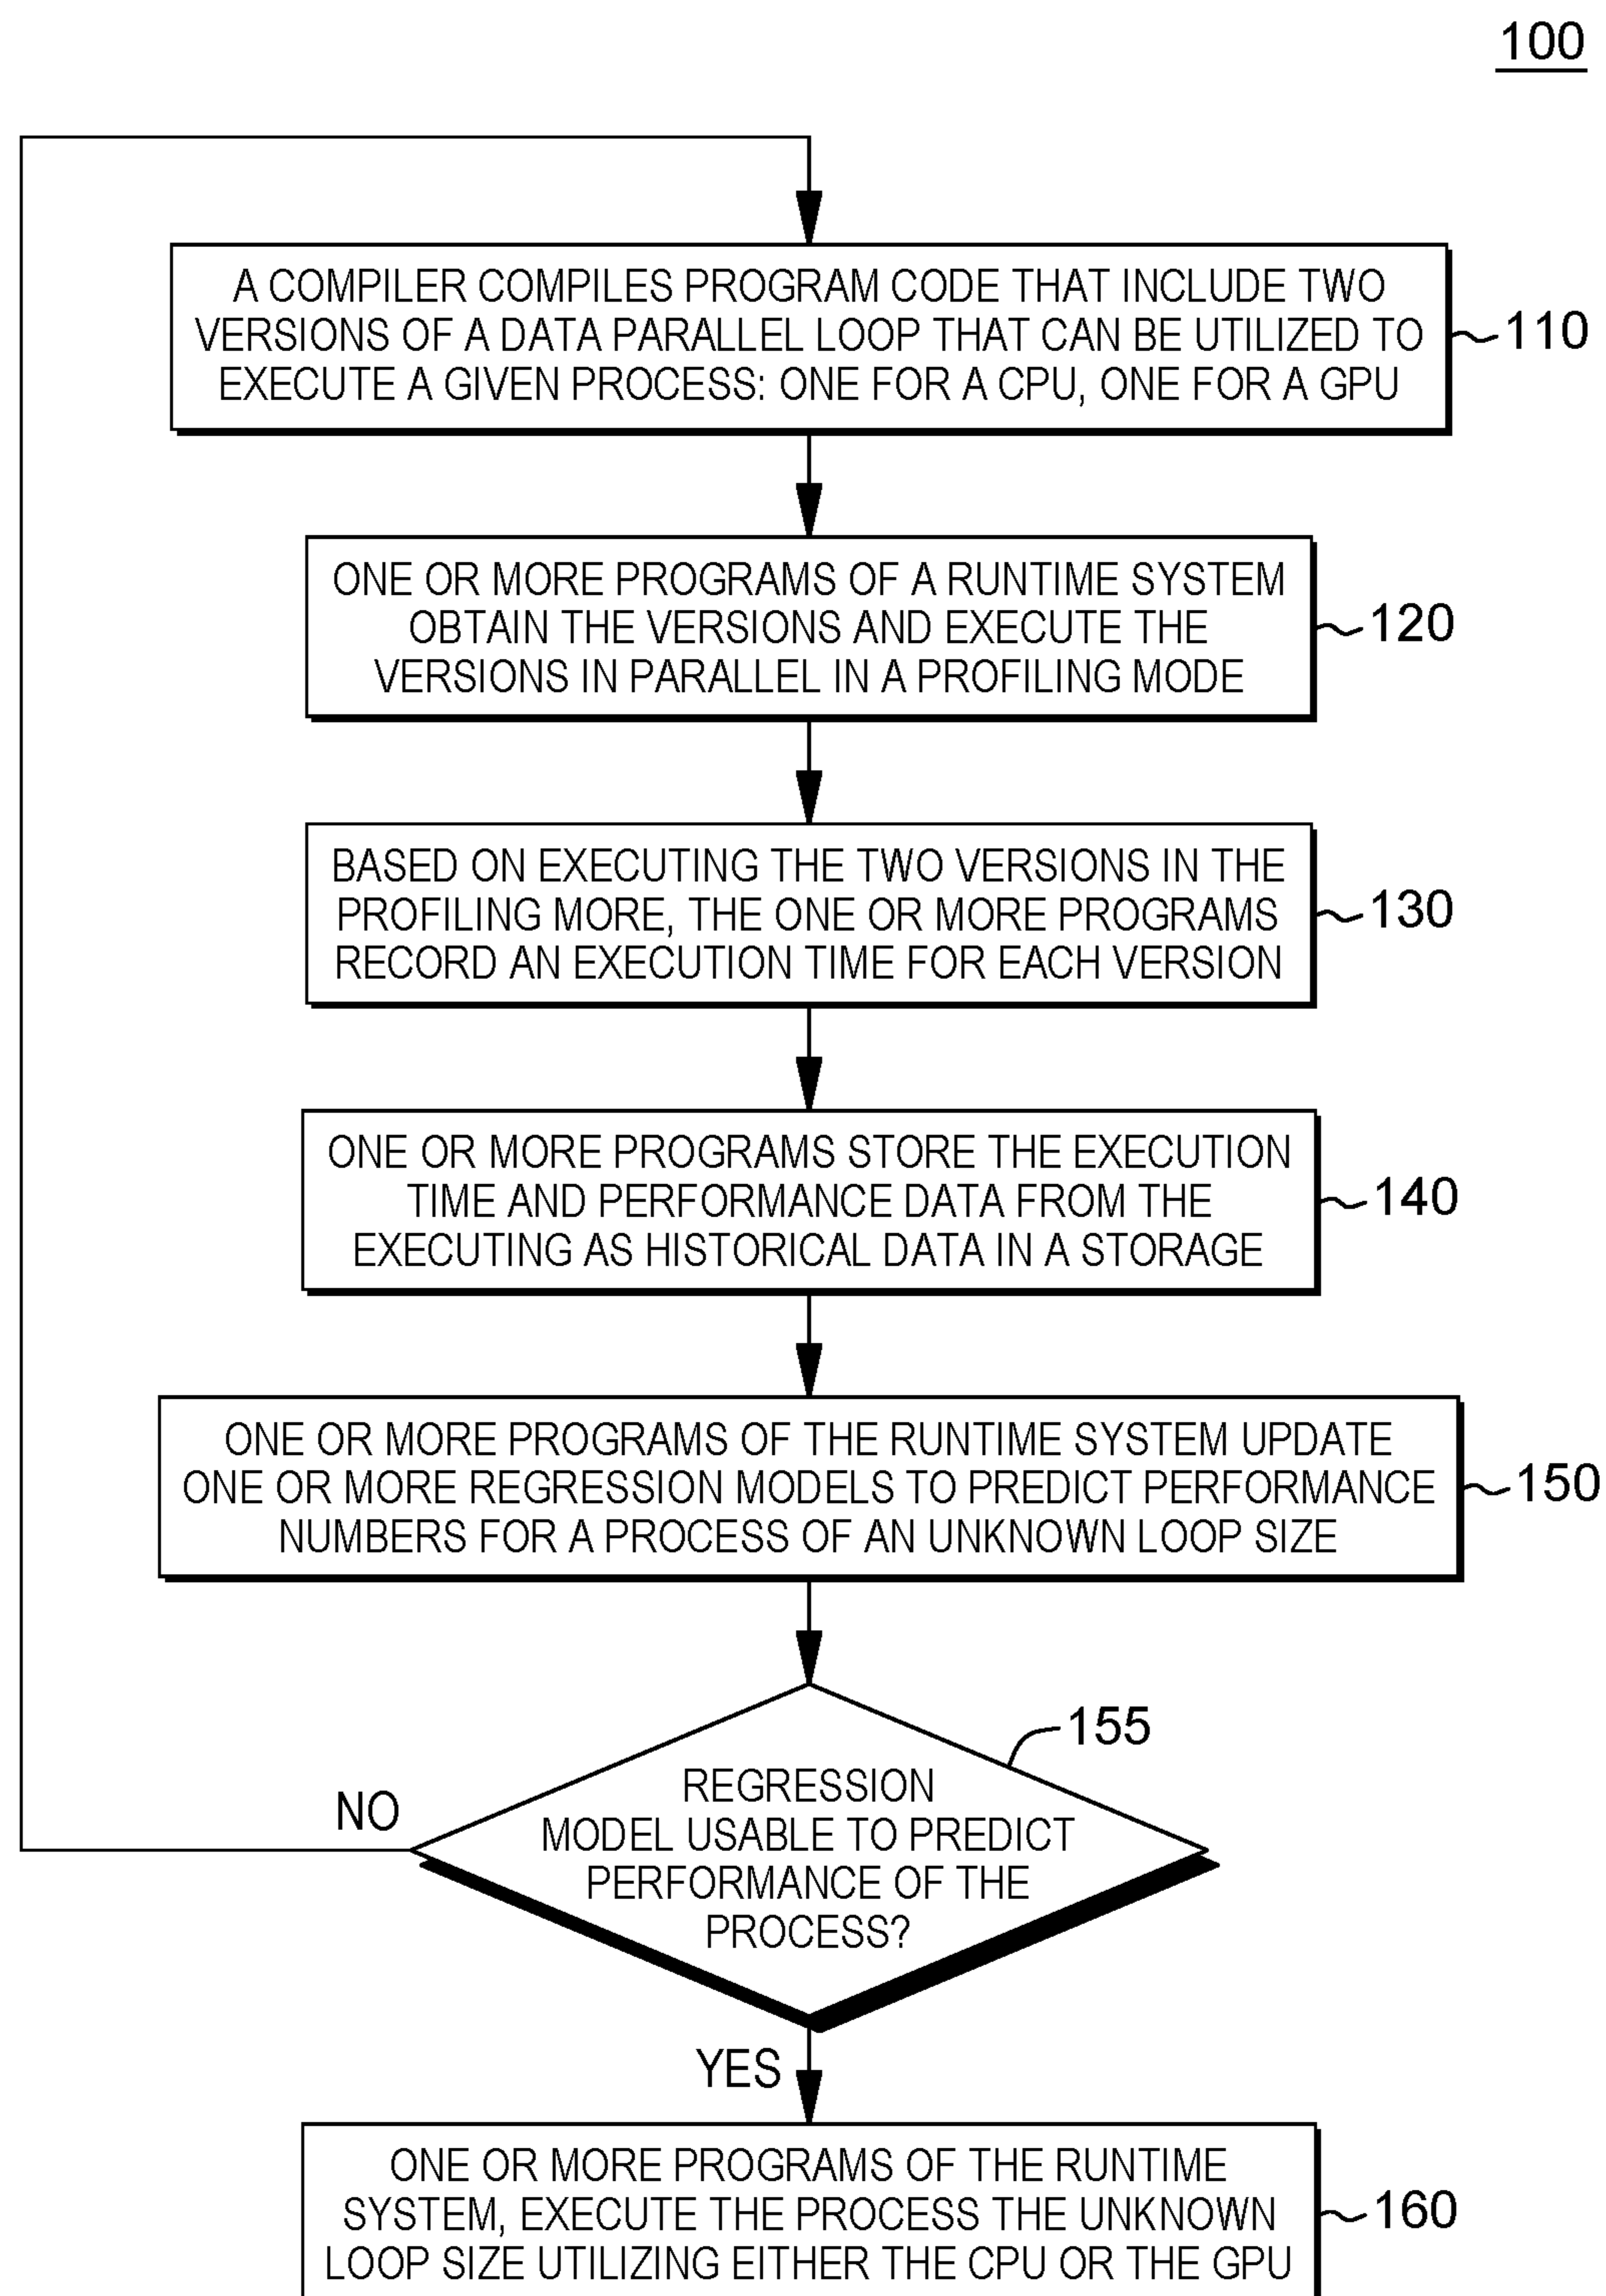 100
A COMPILER COMPILES PROGRAM CODE THAT INCLUDE TWO
VERSIONS OF A DATA PARALLEL LOOP THAT CAN BE UTILIZED TO
EXECUTE A GIVEN PROCESS: ONE FOR A CPU, ONE FOR A GPU
110
ONE OR MORE PROGRAMS OF A RUNTIME SYSTEM
OBTAIN THE VERSIONS AND EXECUTE THE
VERSIONS IN PARALLEL IN A PROFILING MODE
120
BASED ON EXECUTING THE TWO VERSIONS IN THE
PROFILING MORE, THE ONE OR MORE PROGRAMS
RECORD AN EXECUTION TIME FOR EACH VERSION
130
ONE OR MORE PROGRAMS STORE THE EXECUTION
TIME AND PERFORMANCE DATA FROM THE
EXECUTING AS HISTORICAL DATA IN A STORAGE
140
ONE OR MORE PROGRAMS OF THE RUNTIME SYSTEM UPDATE
ONE OR MORE REGRESSION MODELS TO PREDICT PERFORMANCE
NUMBERS FOR A PROCESS OF AN UNKNOWN LOOP SIZE
150
155
REGRESSION
MODEL USABLE TO PREDICT
PERFORMANCE OF THE
PROCESS?
NO
YES
ONE OR MORE PROGRAMS OF THE RUNTIME
SYSTEM, EXECUTE THE PROCESS THE UNKNOWN
LOOP SIZE UTILIZING EITHER THE CPU OR THE GPU
160